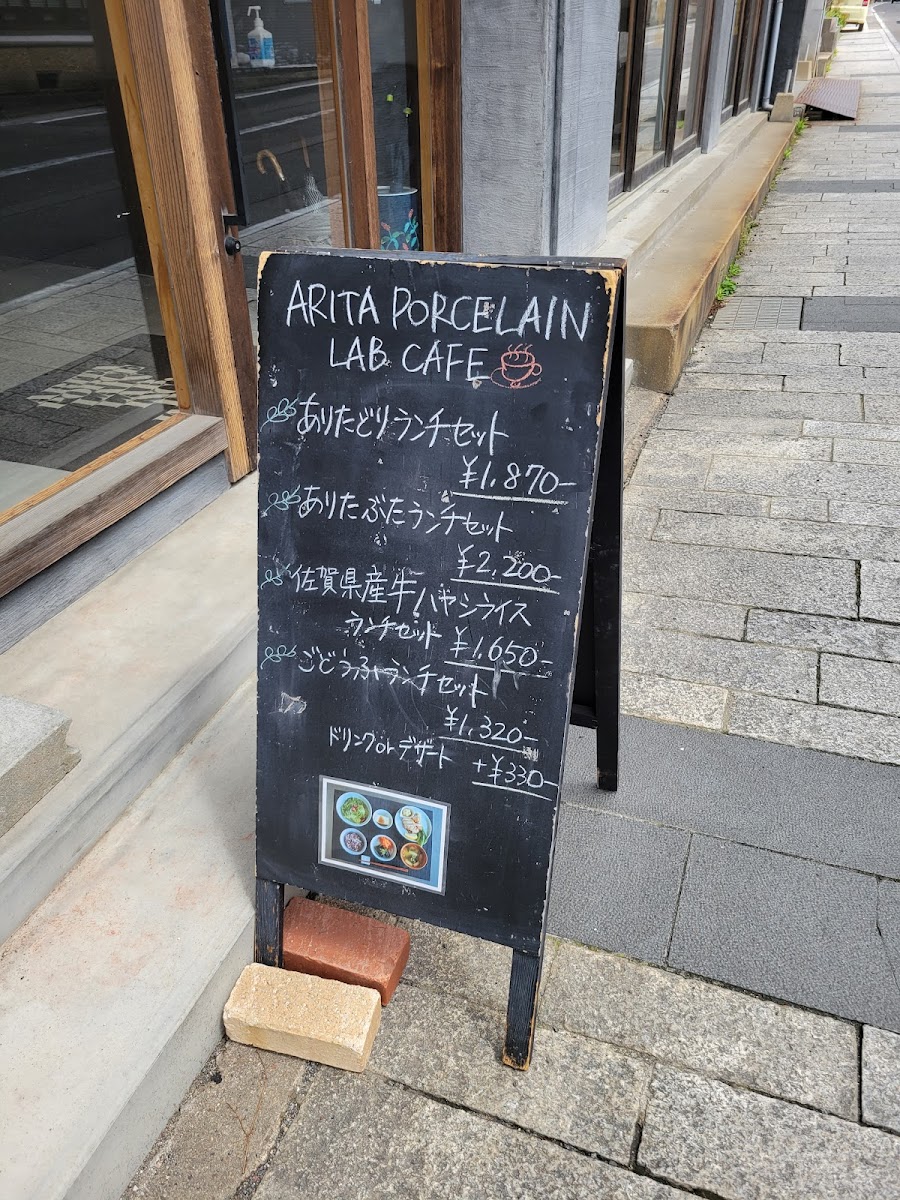 ARITA PORCELAIN
LAB CAFE
ありたどりランチセット
¥1,870-
ありたぶたランチセット
¥2,200-
佐賀県産牛ハヤシライス
ランチセット ¥1,650-
ごどうふランチセット
¥1,320-
ドリンクorデザート
+¥330-